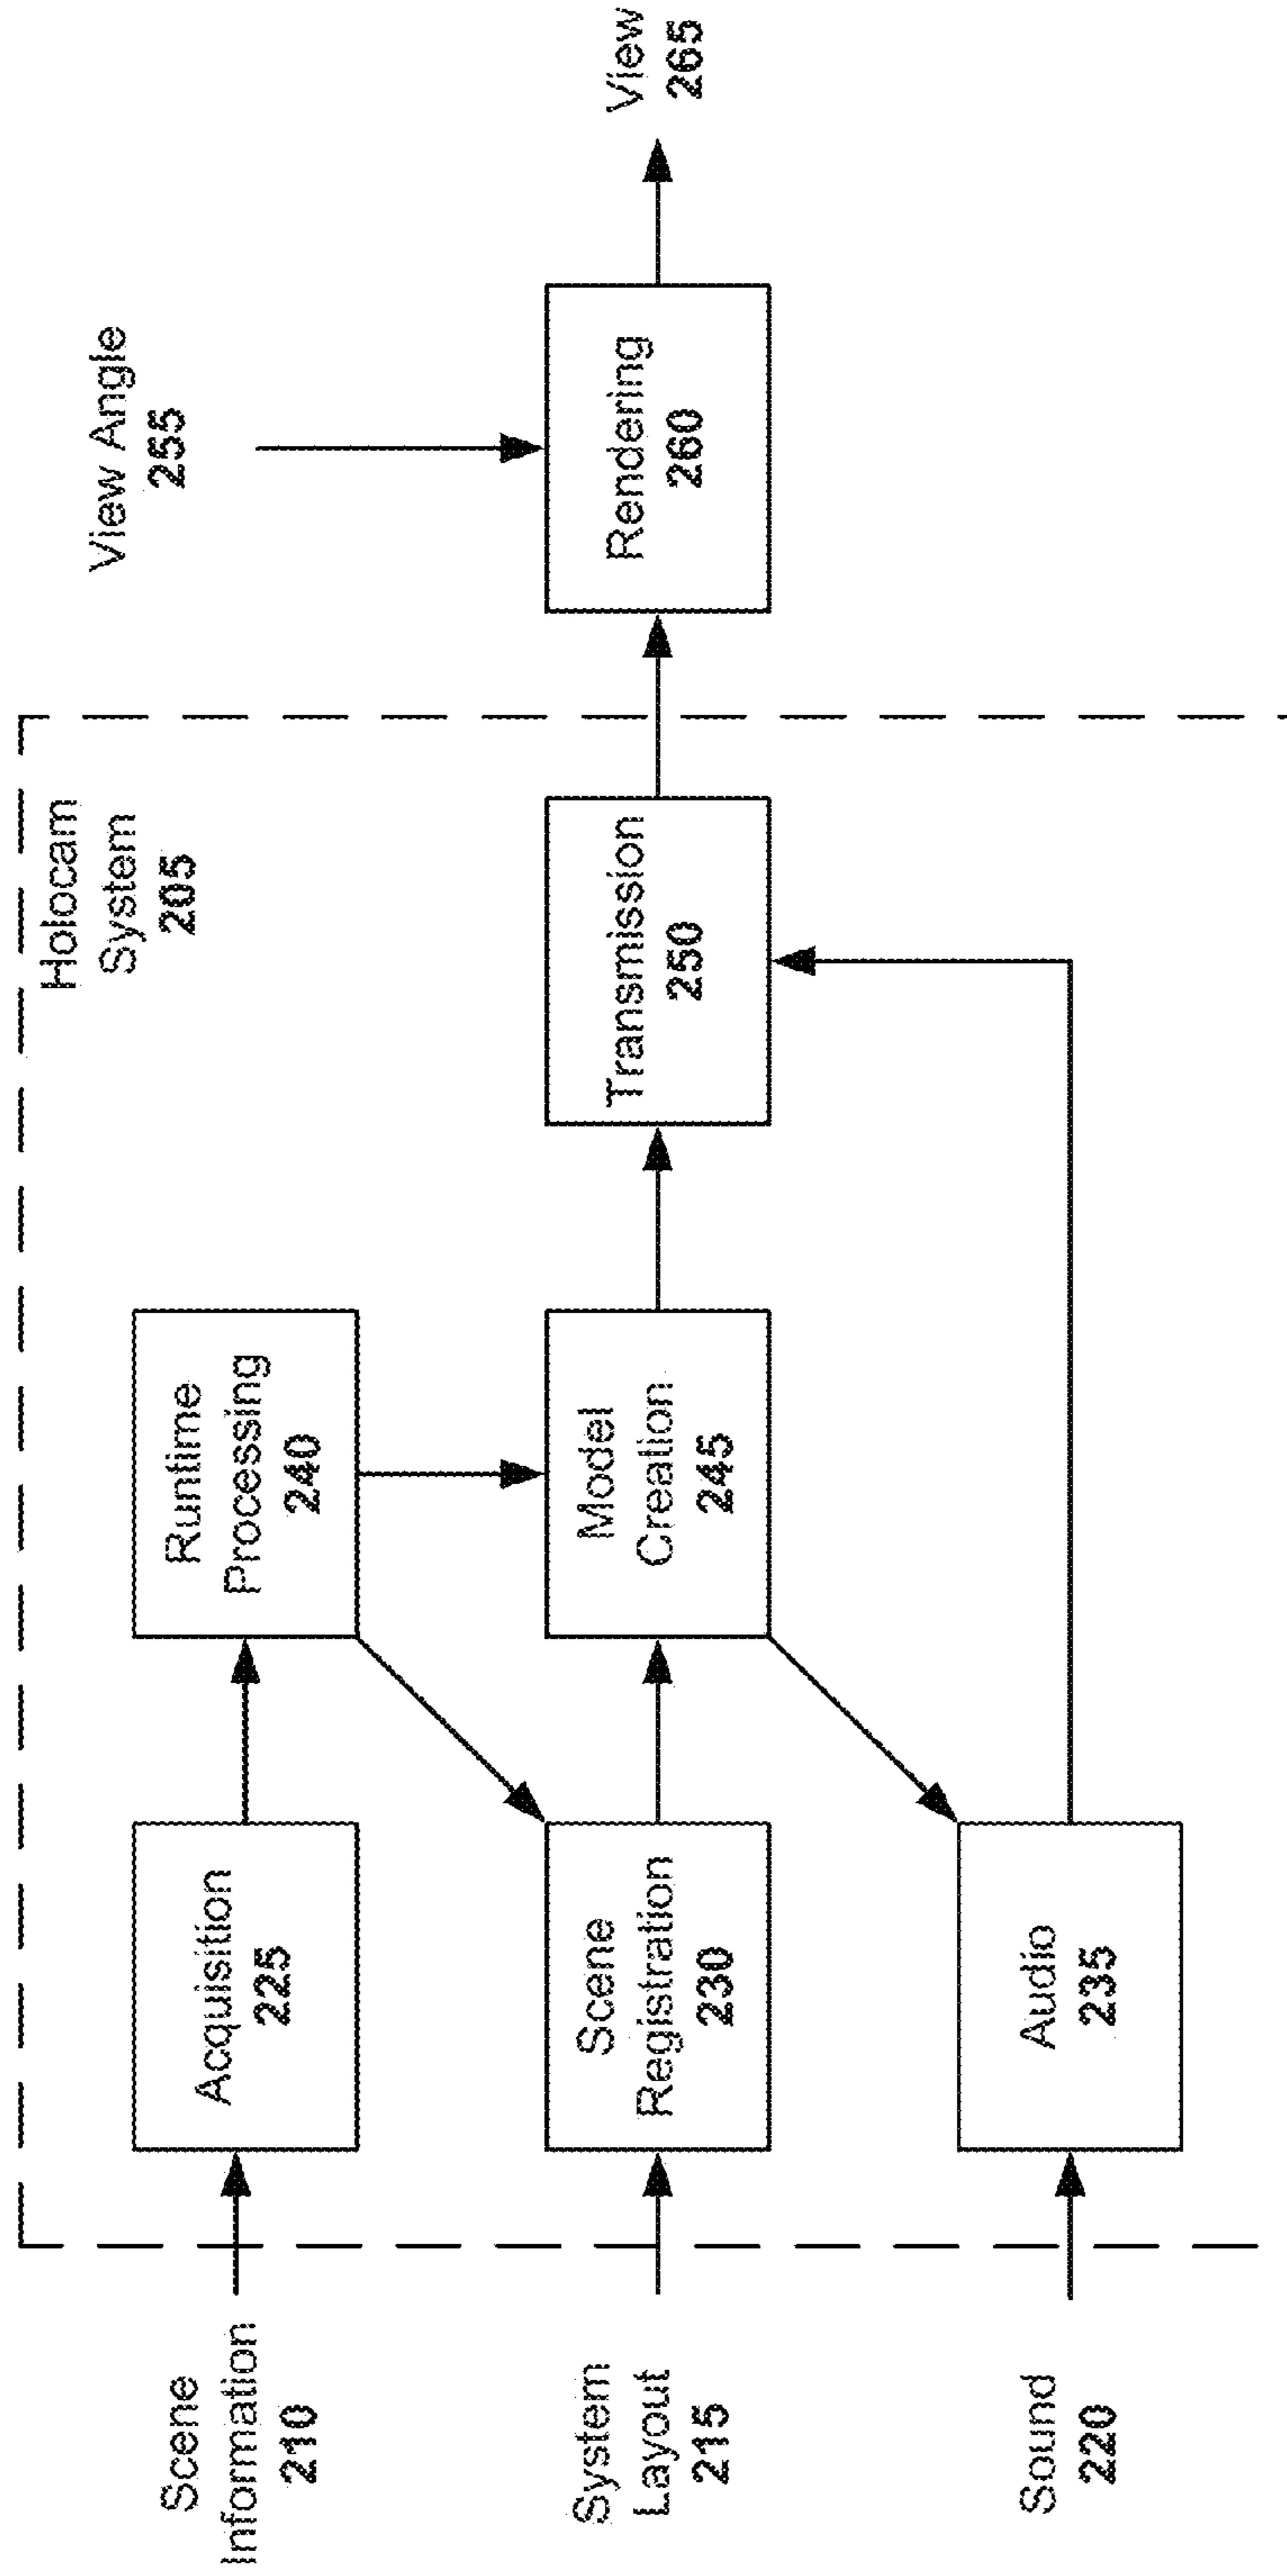 Holocam
System
205
View Angle
255
Scene
Information
210
Acquisition
225
Runtime
Processing
240
System
Layout
215
Scene
Registration
230
Model
Creation
245
Transmission
250
Rendering
260
View
265
Sound
220
Audio
235